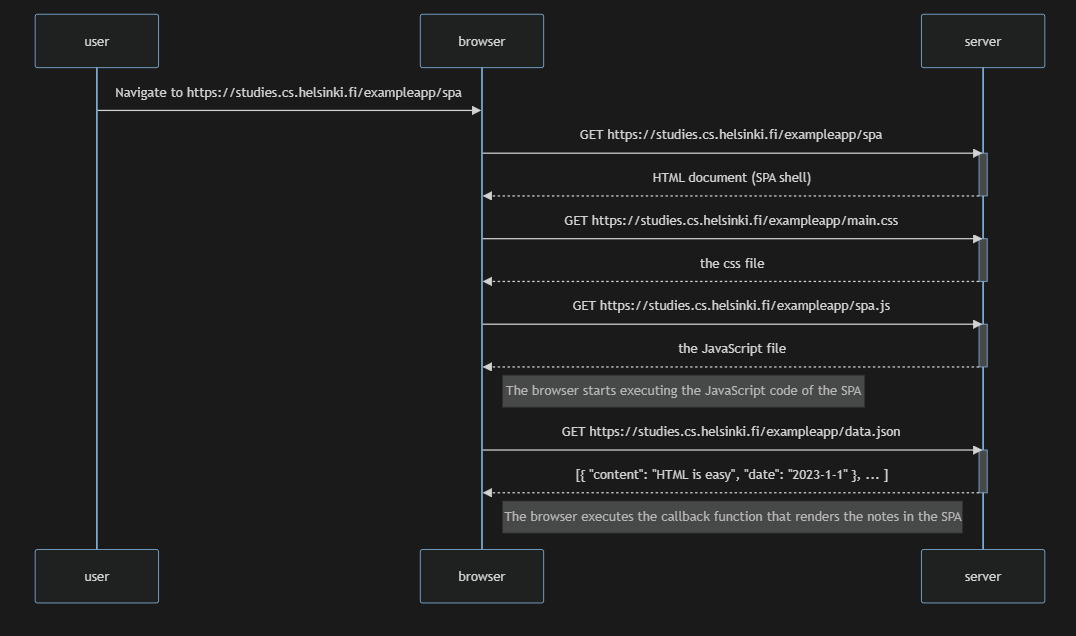 user
browser
server
Navigate to https://studies.cs.helsinki.fi/exampleapp/spa
GET https://studies.cs.helsinki.fi/exampleapp/spa
HTML document (SPA shell)
GET https://studies.cs.helsinki.fi/exampleapp/main.css
the css file
GET https://studies.cs.helsinki.fi/exampleapp/spa.js
the JavaScript file
The browser starts executing the JavaScript code of the SPA
GET https://studies.cs.helsinki.fi/exampleapp/data.json
[{ "content": "HTML is easy", "date": "2023-1-1" }, ... ]
The browser executes the callback function that renders the notes in the SPA
user
browser
server